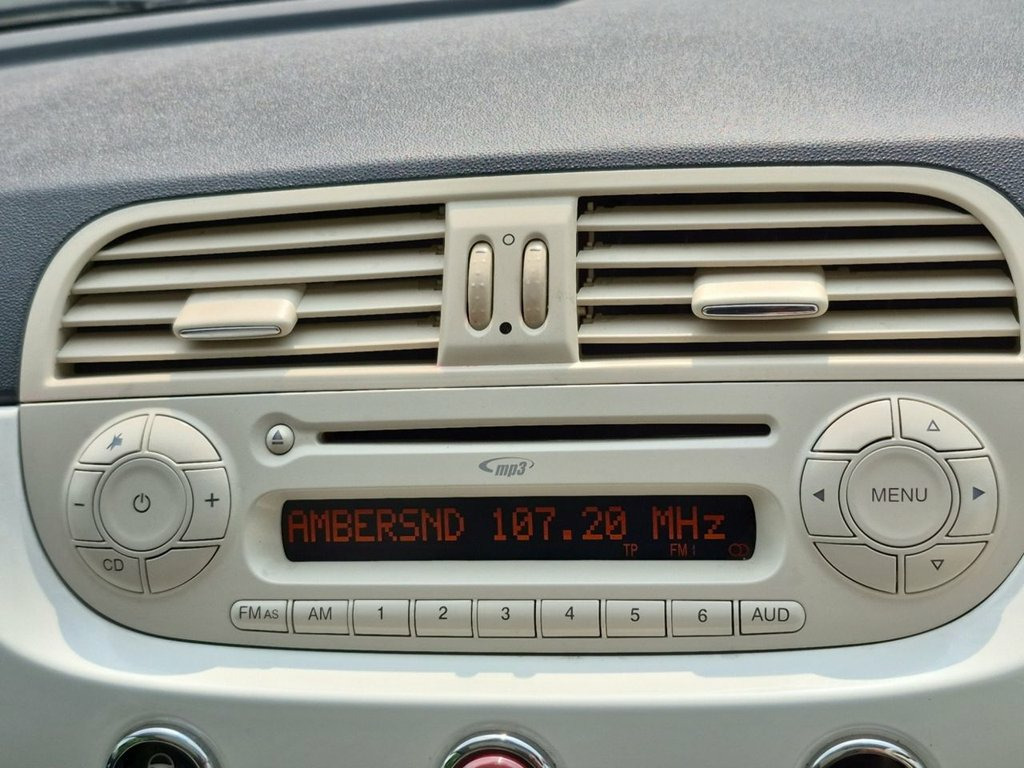 mp3
AMBERSND 107.20 MHz
TP FM1
- +
CD
MENU
FM AS AM 1 2 3 4 5 6 AUD